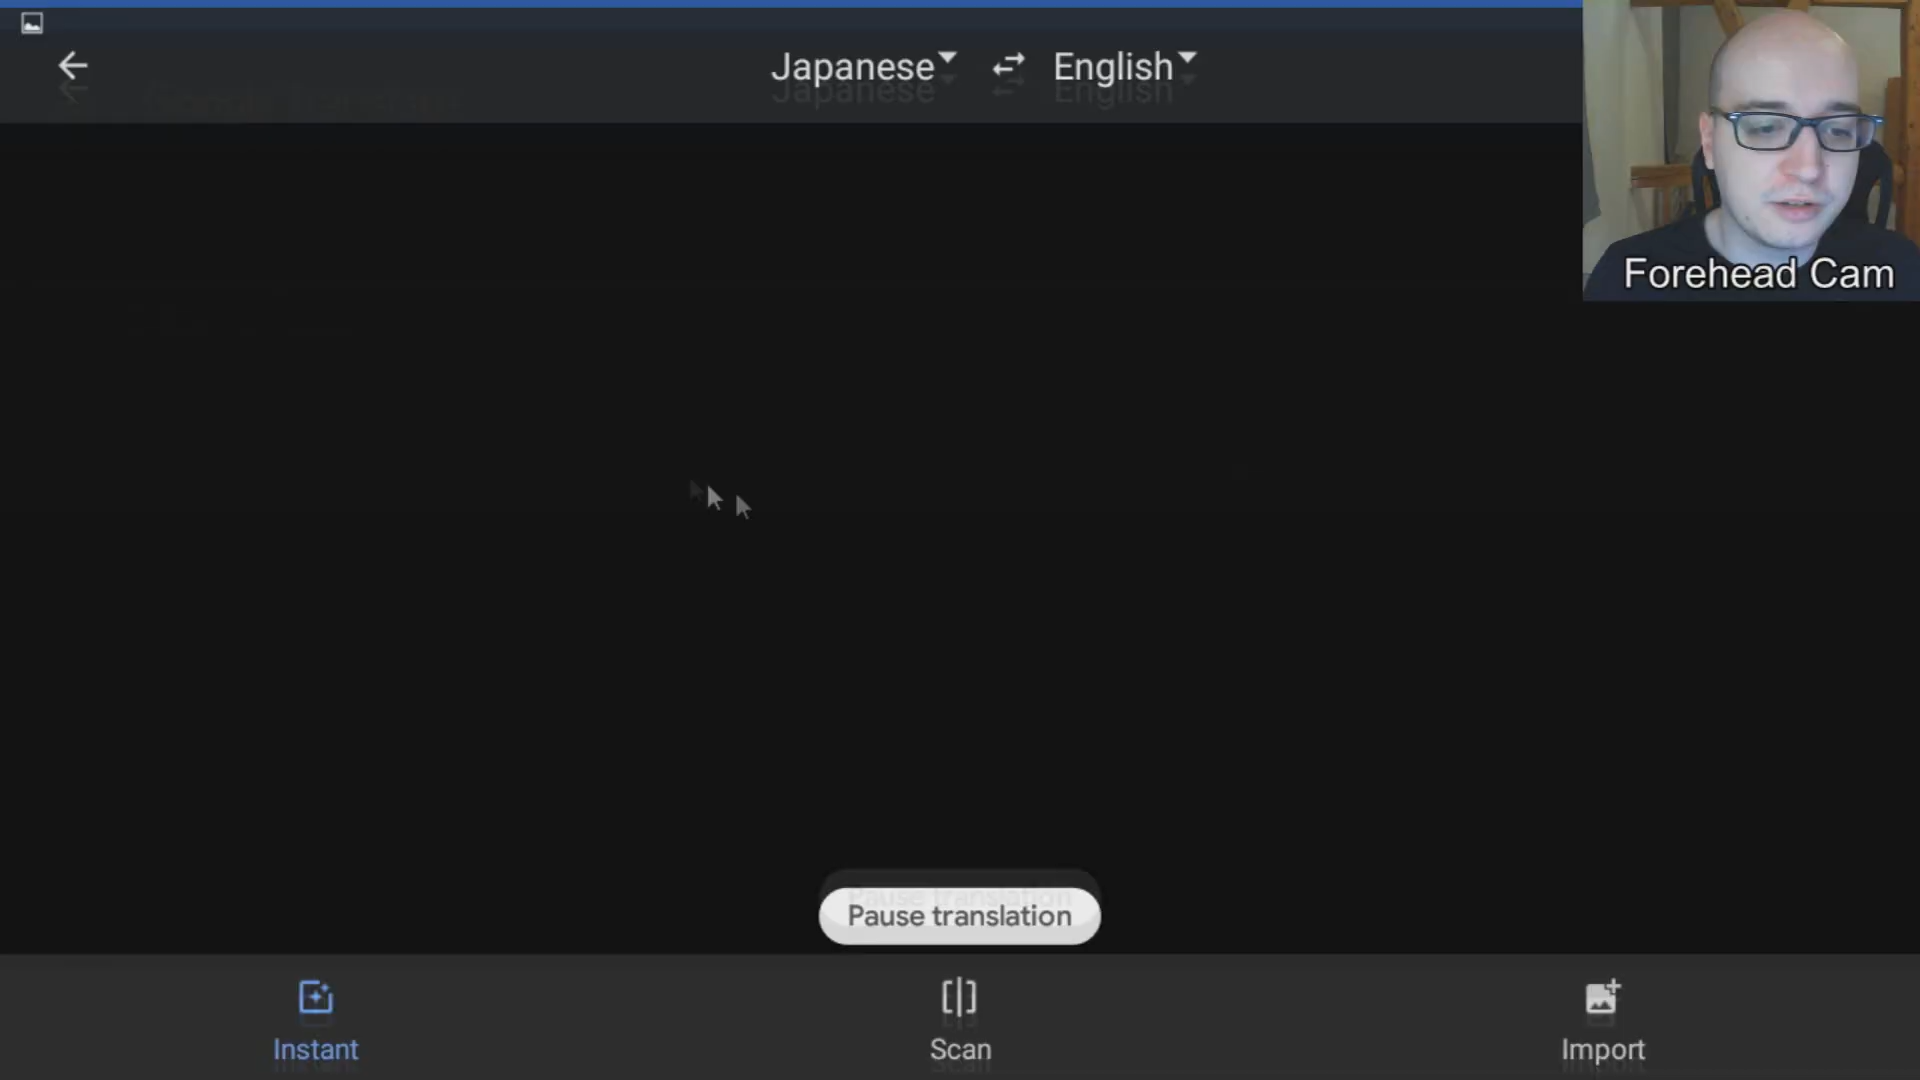 Japanese English
Forehead Cam
Pause translation
Instant Scan Import